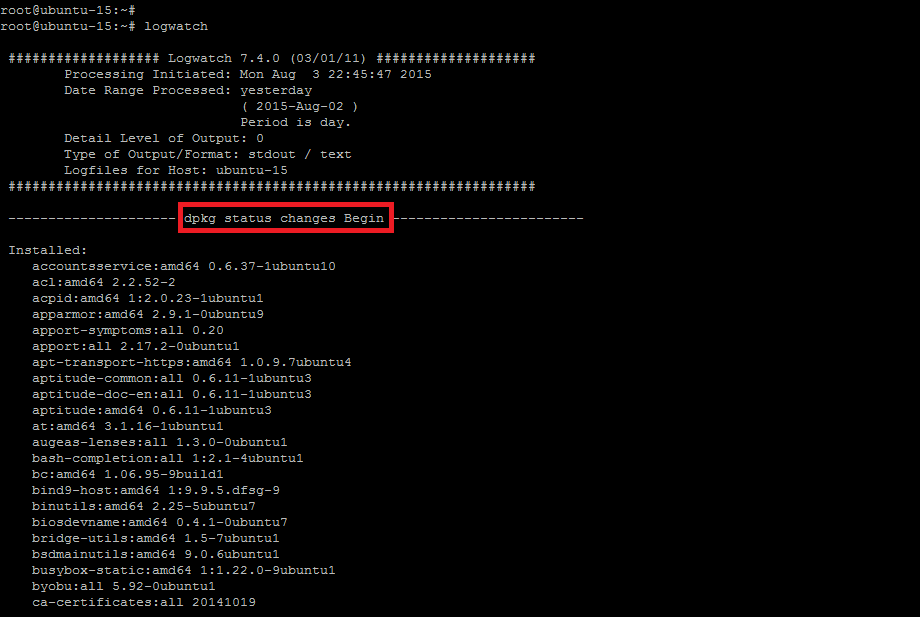 root@ubuntu-15:~#
root@ubuntu-15:~# logwatch
################### Logwatch 7.4.0 (03/01/11) ####################
Processing Initiated: Mon Aug  3 22:45:47 2015
Date Range Processed: yesterday
( 2015-Aug-02 )
Period is day.
Detail Level of Output: 0
Type of Output/Format: stdout / text
Logfiles for Host: ubuntu-15
##################################################################
--------------------- dpkg status changes Begin ------------------------
Installed:
accountsservice:amd64 0.6.37-1ubuntu10
acl:amd64 2.2.52-2
acpid:amd64 1:2.0.23-1ubuntu1
apparmor:amd64 2.9.1-0ubuntu9
apport-symptoms:all 0.20
apport:all 2.17.2-0ubuntu1
apt-transport-https:amd64 1.0.9.7ubuntu4
aptitude-common:all 0.6.11-1ubuntu3
aptitude-doc-en:all 0.6.11-1ubuntu3
aptitude:amd64 0.6.11-1ubuntu3
at:amd64 3.1.16-1ubuntu1
augeas-lenses:all 1.3.0-0ubuntu1
bash-completion:all 1:2.1-4ubuntu1
bc:amd64 1.06.95-9build1
bind9-host:amd64 1:9.9.5.dfsg-9
binutils:amd64 2.25-5ubuntu7
biosdevname:amd64 0.4.1-0ubuntu7
bridge-utils:amd64 1.5-7ubuntu1
bsdmainutils:amd64 9.0.6ubuntu1
busybox-static:amd64 1:1.22.0-9ubuntu1
byobu:all 5.92-0ubuntu1
ca-certificates:all 20141019